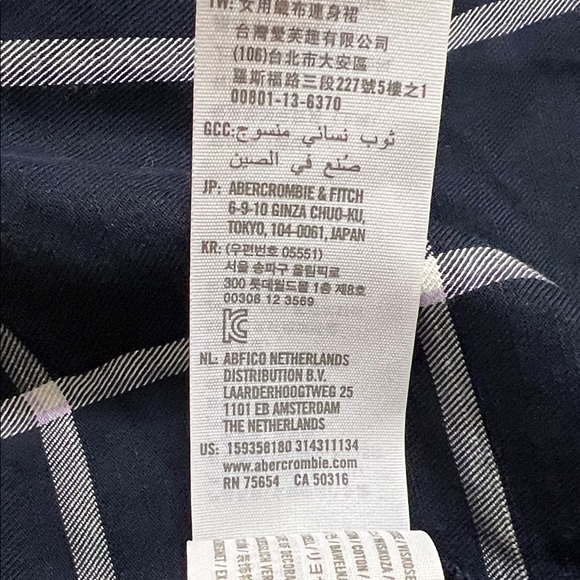 TW: 女用織布連身裙
台灣愛芙趣有限公司
(106)台北市大安區
羅斯福路三段227號5樓之1
00801-13-6370
GCC: ثوب نسائي منسوج
صُنع في الصين
JP: ABERCROMBIE & FITCH
6-9-10 GINZA CHUO-KU,
TOKYO, 104-0061, JAPAN
KR: (우편번호 05551)
서울 송파구 올림픽로
300 롯데월드몰 1층 제8호
00308 12 3569
NL: ABFICO NETHERLANDS
DISTRIBUTION B.V.
LAARDERHOOGTWEG 25
1101 EB AMSTERDAM
THE NETHERLANDS
US: 159358180 314311134
www.abercrombie.com
RN 75654 CA 50316